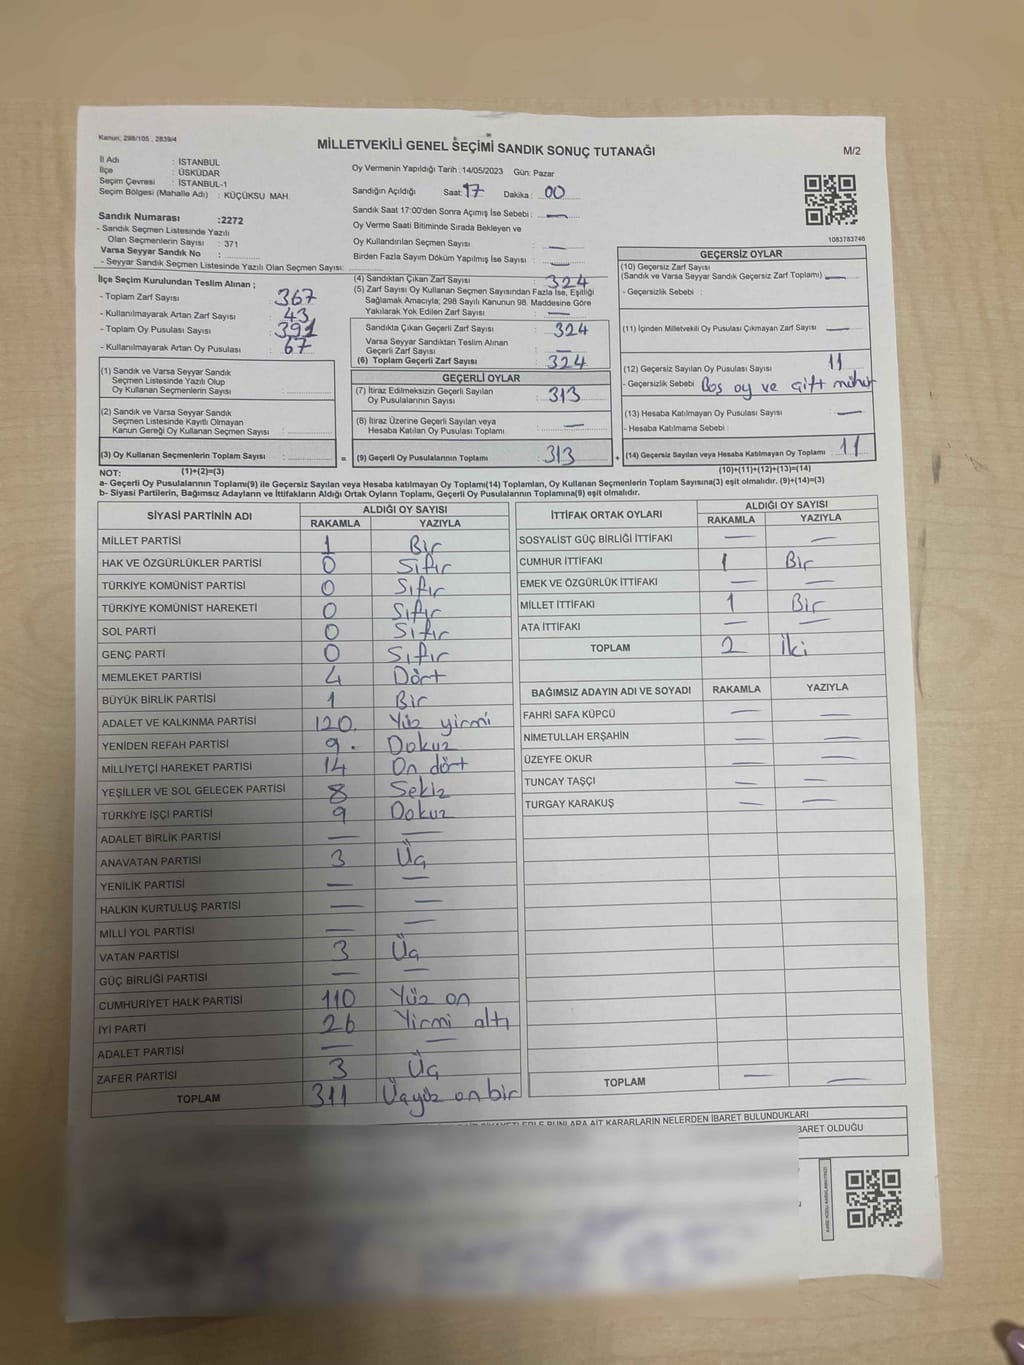 Kanun: 298/105 , 2839/4
MİLLETVEKİLİ GENEL SEÇİMİ SANDIK SONUÇ TUTANAĞI
M/2
İl Adı : İSTANBUL
İlçe : ÜSKÜDAR
Seçim Çevresi : İSTANBUL-1
Seçim Bölgesi (Mahalle Adı) : KÜÇÜKSU MAH.
Sandık Numarası :2272
- Sandık Seçmen Listesinde Yazılı
Olan Seçmenlerin Sayısı : 371
Varsa Seyyar Sandık No :
- Seyyar Sandık Seçmen Listesinde Yazılı Olan Seçmen Sayısı:
Oy Vermenin Yapıldığı Tarih :14/05/2023 Gün: Pazar
Sandığın Açıldığı Saat: 17 Dakika : 00
Sandık Saat 17:00'den Sonra Açımış İse Sebebi : —
Oy Verme Saati Bitiminde Sırada Bekleyen ve
Oy Kullandırılan Seçmen Sayısı : —
Birden Fazla Sayım Döküm Yapılmış İse Sayısı : —
1083783746
İlçe Seçim Kurulundan Teslim Alınan ;
- Toplam Zarf Sayısı : 367
- Kullanılmayarak Artan Zarf Sayısı : 43
- Toplam Oy Pusulası Sayısı : 391
- Kullanılmayarak Artan Oy Pusulası : 67
(1) Sandık ve Varsa Seyyar Sandık
Seçmen Listesinde Yazılı Olup
Oy Kullanan Seçmenlerin Sayısı :
(2) Sandık ve Varsa Seyyar Sandık
Seçmen Listesinde Kayıtlı Olmayan
Kanun Gereği Oy Kullanan Seçmen Sayısı :
(3) Oy Kullanan Seçmenlerin Toplam Sayısı :
(4) Sandıktan Çıkan Zarf Sayısı : 324
(5) Zarf Sayısı Oy Kullanan Seçmen Sayısından Fazla İse, Eşitliği
Sağlamak Amacıyla; 298 Sayılı Kanunun 98. Maddesine Göre
Yakılarak Yok Edilen Zarf Sayısı : —
Sandıkta Çıkan Geçerli Zarf Sayısı : 324
Varsa Seyyar Sandıktan Teslim Alınan
Geçerli Zarf Sayısı : —
(6) Toplam Geçerli Zarf Sayısı : 324
GEÇERLİ OYLAR
(7) İtiraz Edilmeksizin Geçerli Sayılan
Oy Pusulalarının Sayısı : 313
(8) İtiraz Üzerine Geçerli Sayılan veya
Hesaba Katılan Oy Pusulası Toplamı : —
= (9) Geçerli Oy Pusulalarının Toplamı : 313
GEÇERSİZ OYLAR
(10) Geçersiz Zarf Sayısı
(Sandık ve Varsa Seyyar Sandık Geçersiz Zarf Toplamı) : —
- Geçersizlik Sebebi :
(11) İçinden Milletvekili Oy Pusulası Çıkmayan Zarf Sayısı : —
(12) Geçersiz Sayılan Oy Pusulası Sayısı : 11
- Geçersizlik Sebebi : Boş oy ve çift mühür
(13) Hesaba Katılmayan Oy Pusulası Sayısı : —
- Hesaba Katılmama Sebebi :
+ (14) Geçersiz Sayılan veya Hesaba Katılmayan Oy Toplamı : 11
NOT: (1)+(2)=(3)
(10)+(11)+(12)+(13)=(14)
a- Geçerli Oy Pusulalarının Toplamı(9) ile Geçersiz Sayılan veya Hesaba katılmayan Oy Toplamı(14) Toplamları, Oy Kullanan Seçmenlerin Toplam Sayısına(3) eşit olmalıdır. (9)+(14)=(3)
b- Siyasi Partilerin, Bağımsız Adayların ve İttifakların Aldığı Ortak Oyların Toplamı, Geçerli Oy Pusulalarının Toplamına(9) eşit olmalıdır.
SİYASİ PARTİNİN ADI ALDIĞI OY SAYISI
RAKAMLA YAZIYLA
MİLLET PARTİSİ 1 Bir
HAK VE ÖZGÜRLÜKLER PARTİSİ 0 Sıfır
TÜRKİYE KOMÜNİST PARTİSİ 0 Sıfır
TÜRKİYE KOMÜNİST HAREKETİ 0 Sıfır
SOL PARTİ 0 Sıfır
GENÇ PARTİ 0 Sıfır
MEMLEKET PARTİSİ 4 Dört
BÜYÜK BİRLİK PARTİSİ 1 Bir
ADALET VE KALKINMA PARTİSİ 120. Yüz yirmi
YENİDEN REFAH PARTİSİ 9. Dokuz
MİLLİYETÇİ HAREKET PARTİSİ 14 On dört
YEŞİLLER VE SOL GELECEK PARTİSİ 8 Sekiz
TÜRKİYE İŞÇİ PARTİSİ 9 Dokuz
ADALET BİRLİK PARTİSİ — —
ANAVATAN PARTİSİ 3 Üç
YENİLİK PARTİSİ — —
HALKIN KURTULUŞ PARTİSİ — —
MİLLİ YOL PARTİSİ — —
VATAN PARTİSİ 3 Üç
GÜÇ BİRLİĞİ PARTİSİ — —
CUMHURİYET HALK PARTİSİ 110 Yüz on
İYİ PARTİ 26 Yirmi altı
ADALET PARTİSİ — —
ZAFER PARTİSİ 3 Üç
TOPLAM 311 Üçyüz on bir
İTTİFAK ORTAK OYLARI ALDIĞI OY SAYISI
RAKAMLA YAZIYLA
SOSYALİST GÜÇ BİRLİĞİ İTTİFAKI — —
CUMHUR İTTİFAKI 1 Bir
EMEK VE ÖZGÜRLÜK İTTİFAKI — —
MİLLET İTTİFAKI 1 Bir
ATA İTTİFAKI — —
TOPLAM 2 İki
BAĞIMSIZ ADAYIN ADI VE SOYADI RAKAMLA YAZIYLA
FAHRİ SAFA KÜPCÜ — —
NİMETULLAH ERŞAHİN — —
ÜZEYFE OKUR — —
TUNCAY TAŞÇI — —
TURGAY KARAKUŞ — —
TOPLAM — —
BUNLARA AİT KARARLARIN NELERDEN İBARET BULUNDUKLARI
BARET OLDUĞU